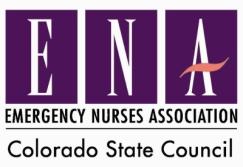 ENA
EMERGENCY NURSES ASSOCIATION
Colorado State Council